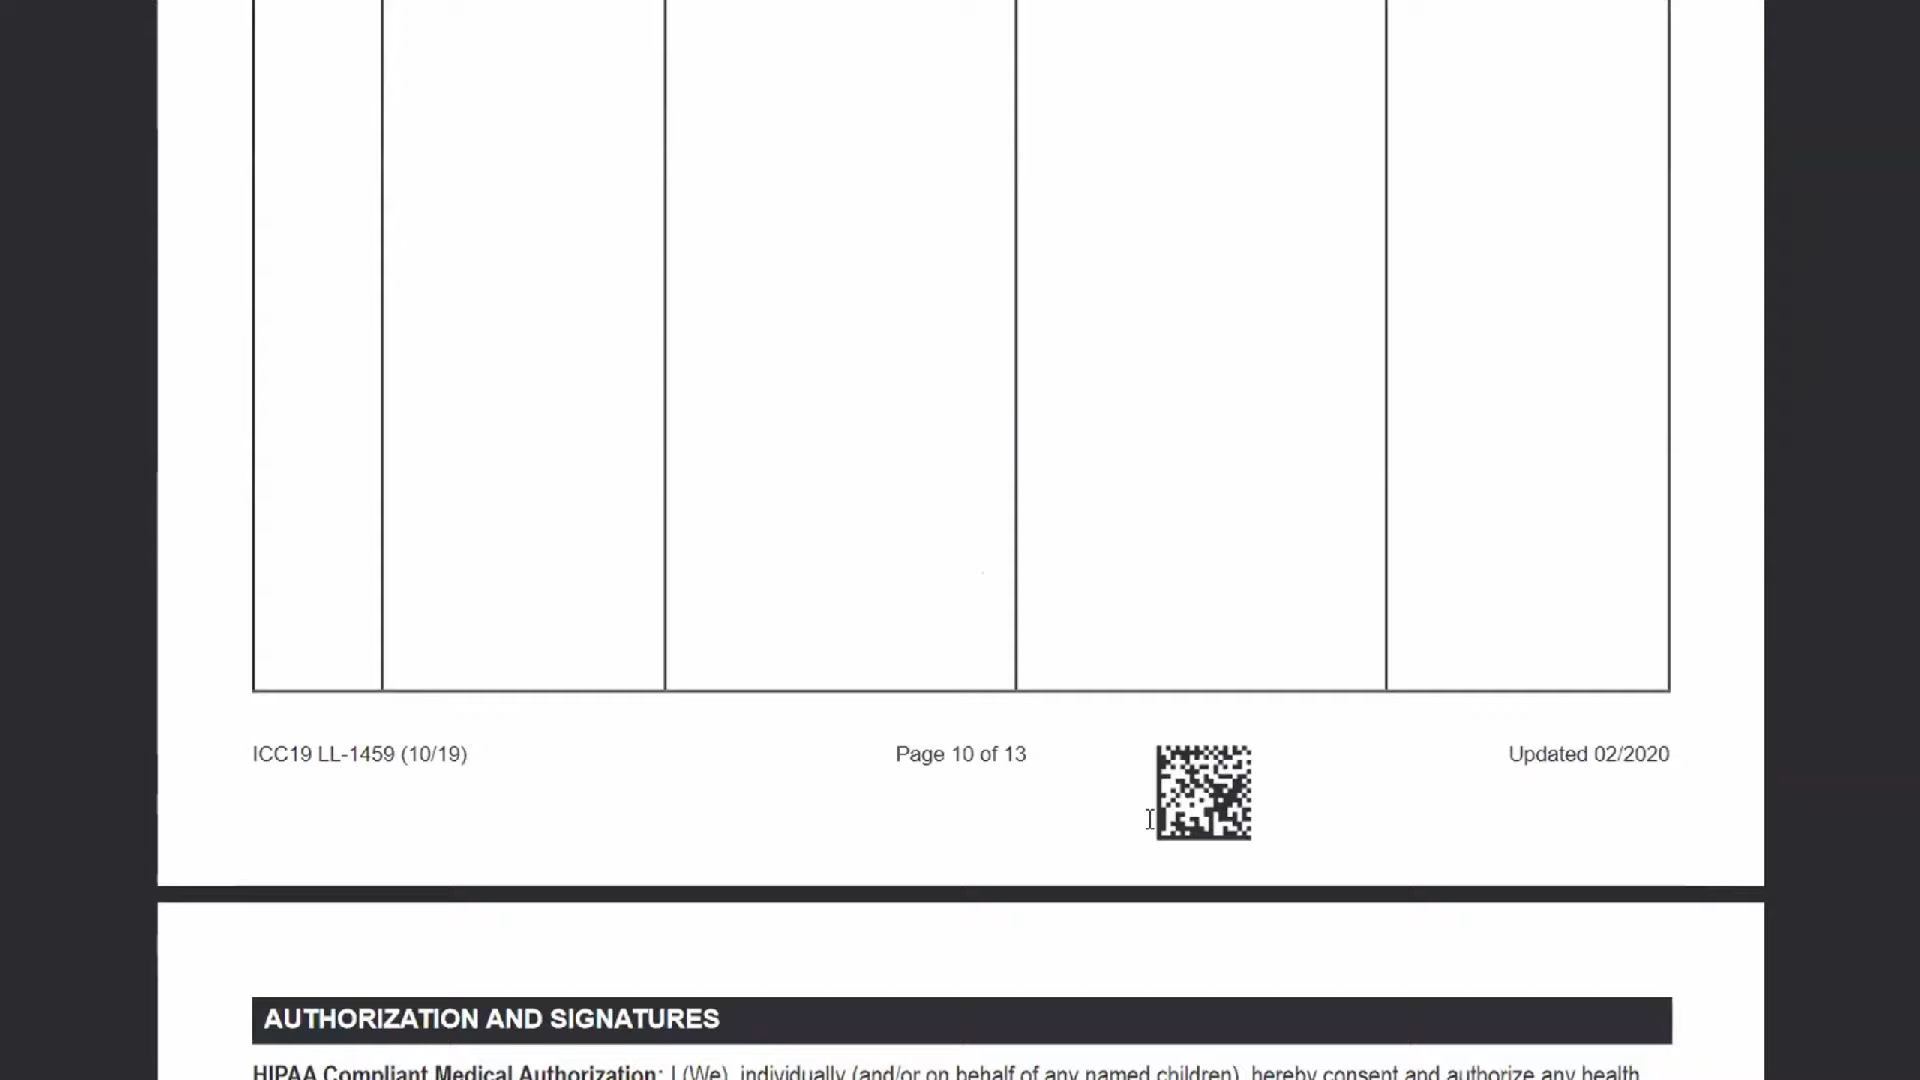 ICC19 LL-1459 (10/19) Page 10 of 13 Updated 02/2020
AUTHORIZATION AND SIGNATURES
HIPAA Compliant Medical Authorization: I (We), individually (and/or on behalf of any named children), hereby consent and authorize any health